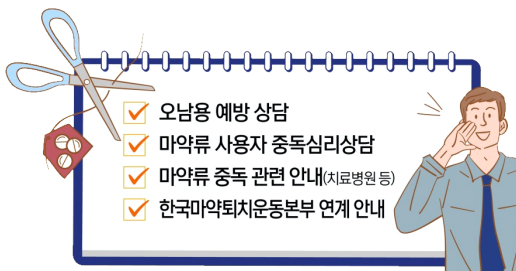 오남용 예방 상담
마약류 사용자 중독심리상담
마약류 중독 관련 안내(치료병원 등)
한국마약퇴치운동본부 연계 안내